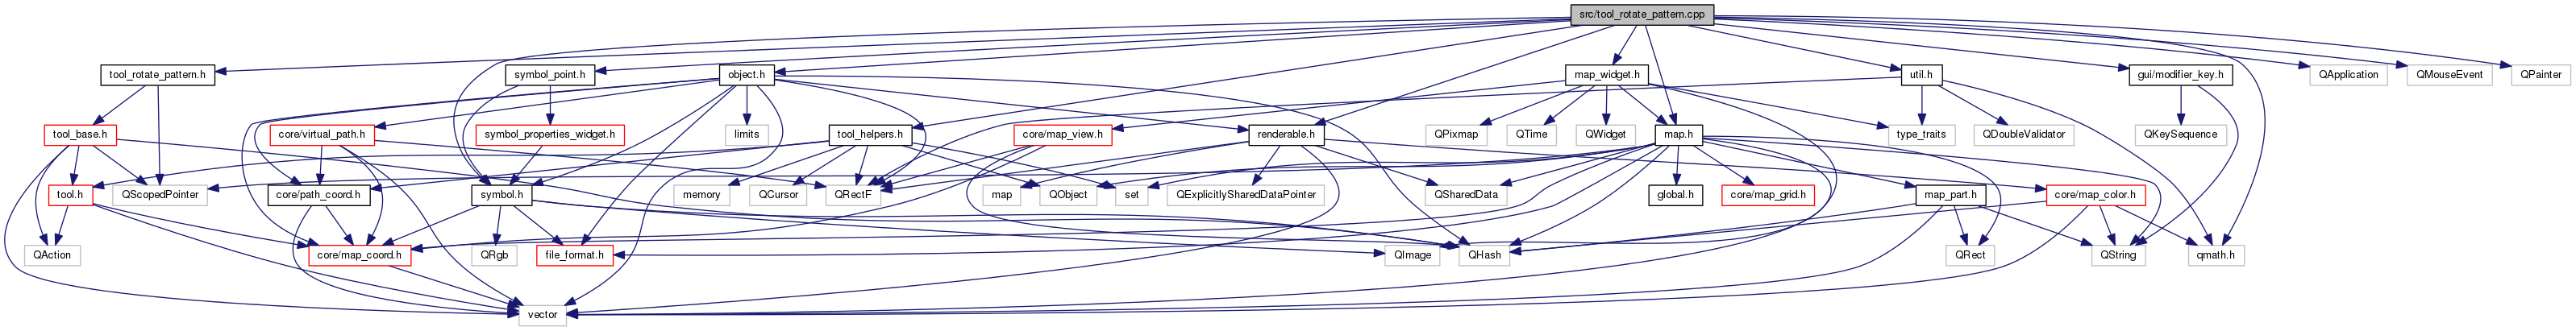 src/tool_rotate_pattern.cpp
tool_rotate_pattern.h
symbol_point.h
object.h
map_widget.h
util.h
gui/modifier_key.h
QApplication
QMouseEvent
QPainter
tool_base.h
core/virtual_path.h
symbol_properties_widget.h
limits
tool_helpers.h
core/map_view.h
renderable.h
QPixmap
QTime
QWidget
map.h
type_traits
QDoubleValidator
QKeySequence
tool.h
QScopedPointer
core/path_coord.h
symbol.h
memory
QCursor
QRectF
map
QObject
set
QExplicitlySharedDataPointer
QSharedData
global.h
core/map_grid.h
map_part.h
core/map_color.h
QAction
core/map_coord.h
QRgb
file_format.h
QImage
QHash
QRect
QString
qmath.h
vector